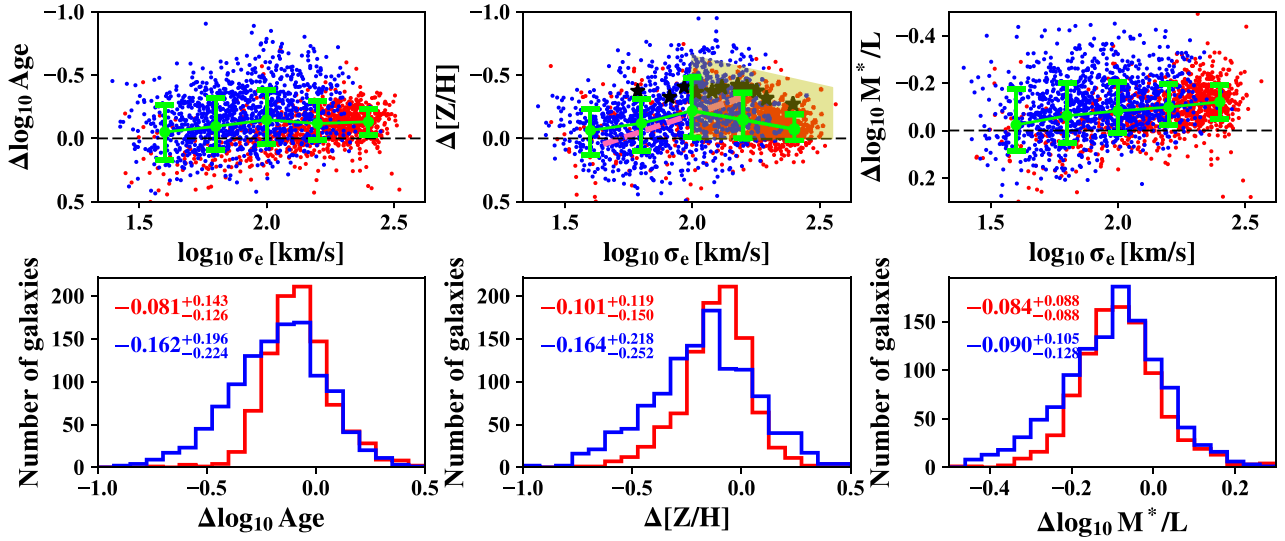 Δlog₁₀ Age
−1.0
−0.5
0.0
0.5
1.5
2.0
2.5
log₁₀ σₑ [km/s]
Δ[Z/H]
−1.0
−0.5
0.0
0.5
1.5
2.0
2.5
log₁₀ σₑ [km/s]
Δlog₁₀ M*/L
−0.4
−0.2
0.0
0.2
1.5
2.0
2.5
log₁₀ σₑ [km/s]
Number of galaxies
200
150
100
50
0
−0.081 +0.143 −0.126
−0.162 +0.196 −0.224
−1.0
−0.5
0.0
0.5
Δlog₁₀ Age
Number of galaxies
200
150
100
50
0
−0.101 +0.119 −0.150
−0.164 +0.218 −0.252
−1.0
−0.5
0.0
0.5
Δ[Z/H]
Number of galaxies
150
100
50
0
−0.084 +0.088 −0.088
−0.090 +0.105 −0.128
−0.4
−0.2
0.0
0.2
Δlog₁₀ M*/L